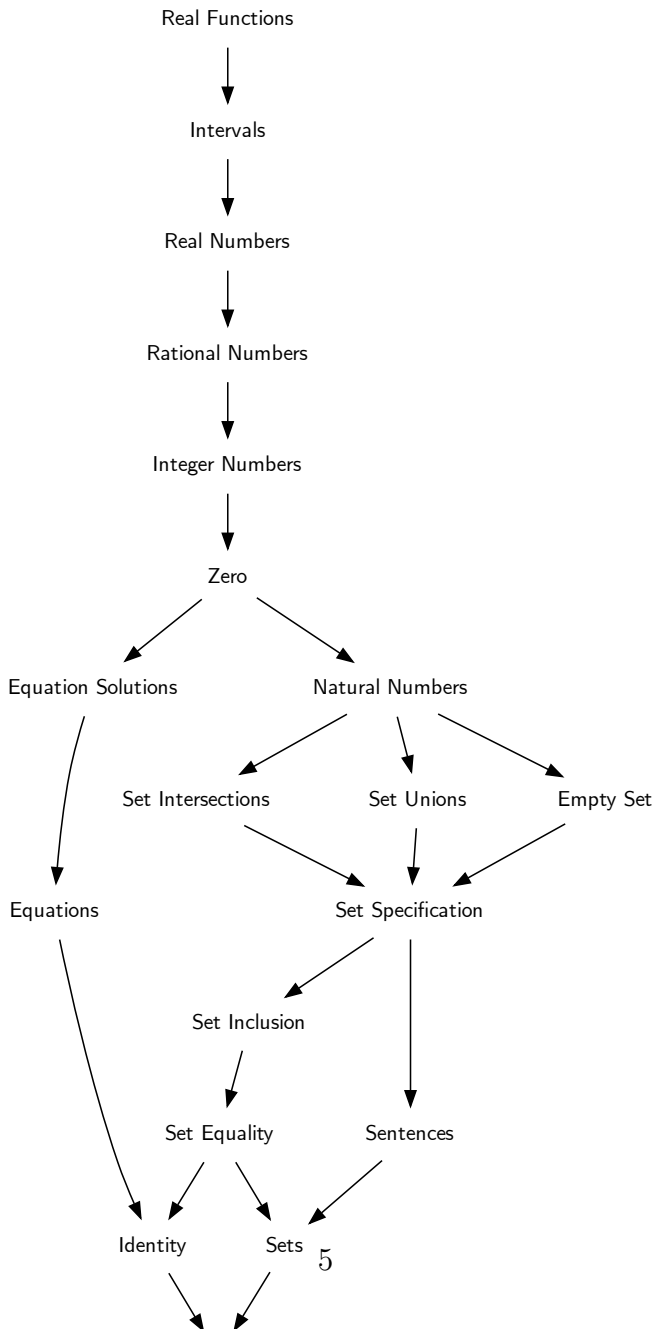 Real Functions
Intervals
Real Numbers
Rational Numbers
Integer Numbers
Zero
Equation Solutions
Natural Numbers
Set Intersections
Set Unions
Empty Set
Equations
Set Specification
Set Inclusion
Set Equality
Sentences
Identity
Sets
5